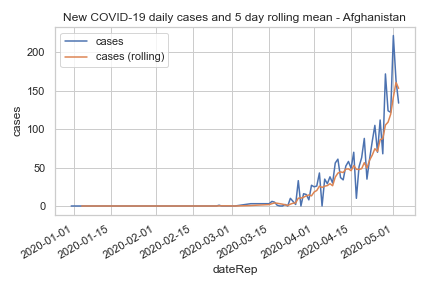 New COVID-19 daily cases and 5 day rolling mean - Afghanistan
cases
cases (rolling)
200
150
100
50
0
cases
2020-01-01
2020-01-15
2020-02-01
2020-02-15
2020-03-01
2020-03-15
2020-04-01
2020-04-15
2020-05-01
dateRep